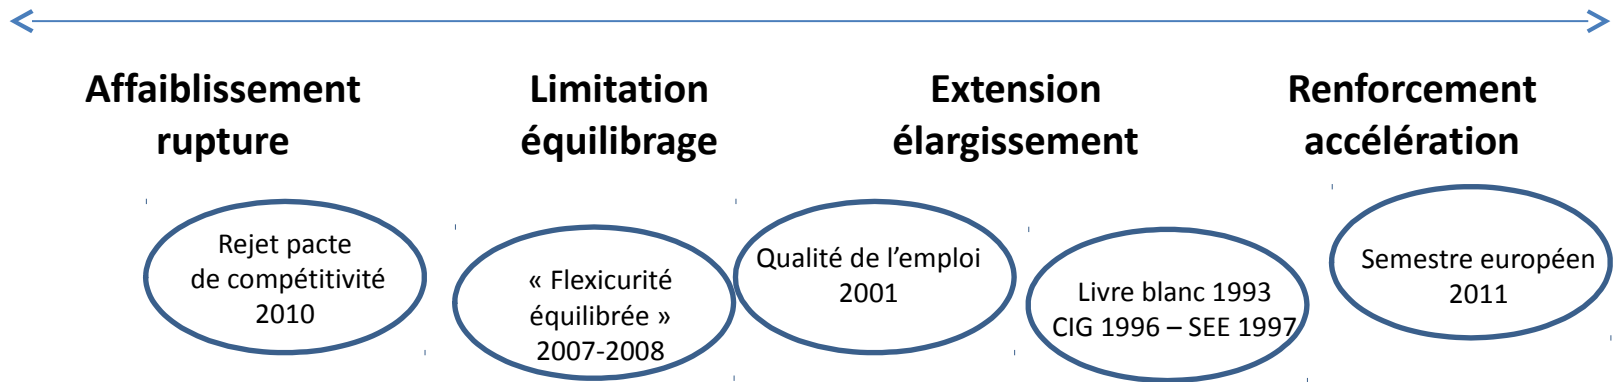 Affaiblissement
rupture
Limitation
équilibrage
Extension
élargissement
Renforcement
accélération
Rejet pacte
de compétitivité
2010
« Flexicurité
équilibrée »
2007-2008
Qualité de l’emploi
2001
Livre blanc 1993
CIG 1996 – SEE 1997
Semestre européen
2011